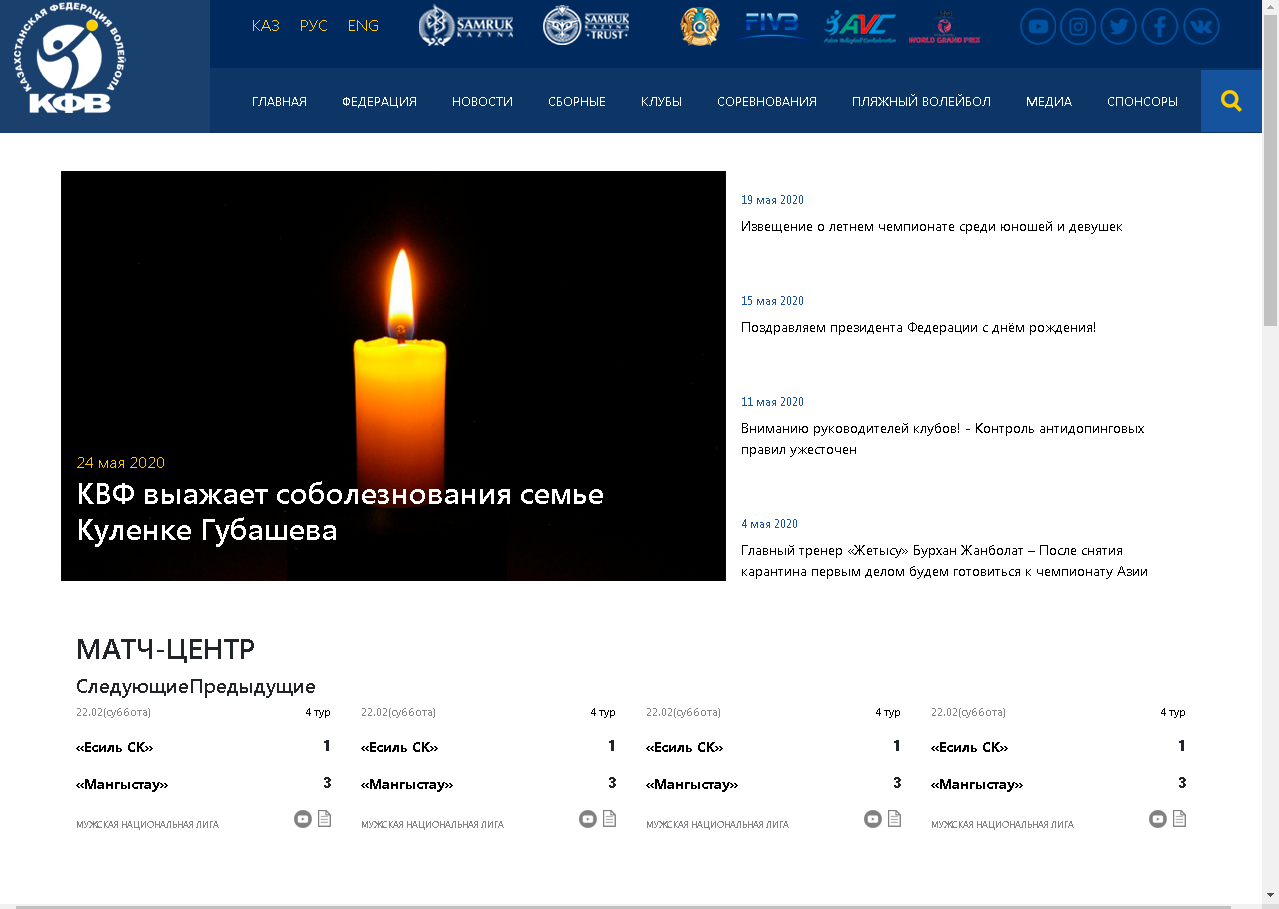 КАЗАХСТАНСКАЯ ФЕДЕРАЦИЯ ВОЛЕЙБОЛА
КФВ
КАЗ РУС ENG
SAMRUK KAZYNA
SAMRUK KAZYNA TRUST
FIVB
AVC
Asian Volleyball Confederation
WORLD GRAND PRIX
ГЛАВНАЯ ФЕДЕРАЦИЯ НОВОСТИ СБОРНЫЕ КЛУБЫ СОРЕВНОВАНИЯ ПЛЯЖНЫЙ ВОЛЕЙБОЛ МЕДИА СПОНСОРЫ
24 мая 2020
КВФ выажает соболезнования семье
Куленке Губашева
19 мая 2020
Извещение о летнем чемпионате среди юношей и девушек
15 мая 2020
Поздравляем президента Федерации с днём рождения!
11 мая 2020
Вниманию руководителей клубов! - Контроль антидопинговых
правил ужесточен
4 мая 2020
Главный тренер «Жетысу» Бурхан Жанболат – После снятия
карантина первым делом будем готовиться к чемпионату Азии
МАТЧ-ЦЕНТР
СледующиеПредыдущие
22.02(суббота) 4 тур 22.02(суббота) 4 тур 22.02(суббота) 4 тур 22.02(суббота) 4 тур
«Есиль СК» 1 «Есиль СК» 1 «Есиль СК» 1 «Есиль СК» 1
«Мангыстау» 3 «Мангыстау» 3 «Мангыстау» 3 «Мангыстау» 3
МУЖСКАЯ НАЦИОНАЛЬНАЯ ЛИГА МУЖСКАЯ НАЦИОНАЛЬНАЯ ЛИГА МУЖСКАЯ НАЦИОНАЛЬНАЯ ЛИГА МУЖСКАЯ НАЦИОНАЛЬНАЯ ЛИГА